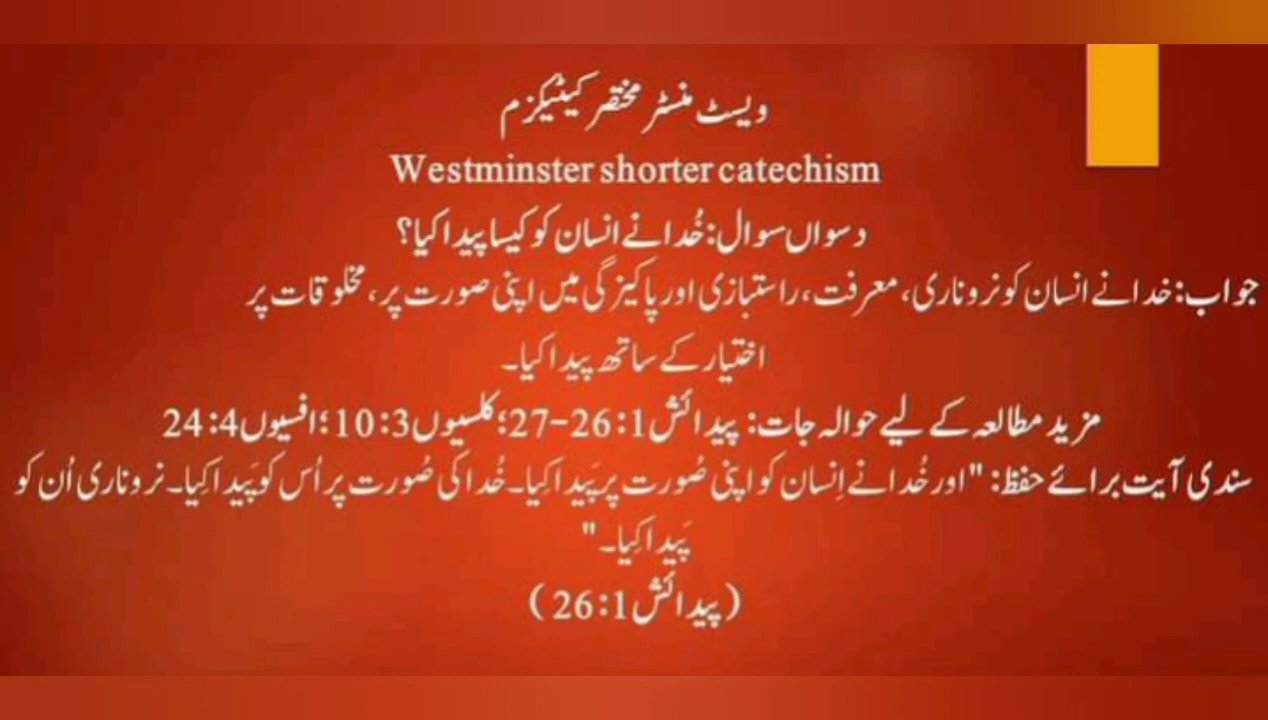 ویسٹ منسٹر مختصر کیٹیکزم
Westminster shorter catechism
دسواں سوال: خُدا نے انسان کو کیسا پیدا کیا؟
جواب: خدا نے انسان کو نر و ناری، معرفت، راستبازی اور پاکیزگی میں اپنی صورت پر، مخلوقات پر
اختیار کے ساتھ پیدا کیا۔
مزید مطالعہ کے لیے حوالہ جات: پیدائش 1:26-27؛ کلسیوں 3:10؛ افسیوں 4:24
سندی آیت برائے حفظ: "اور خُدا نے اِنسان کو اپنی صُورت پر پَیدا کِیا۔ خُدا کی صُورت پر اُس کو پَیدا کِیا۔ نر و ناری اُن کو
پَیدا کِیا۔"
(پیدائش 1:26)